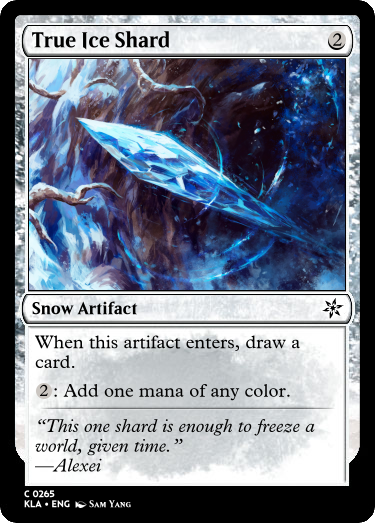 True Ice Shard 2
Snow Artifact
When this artifact enters, draw a
card.
2: Add one mana of any color.
“This one shard is enough to freeze a
world, given time.”
—Alexei
C 0265
KLA • ENG Sam Yang